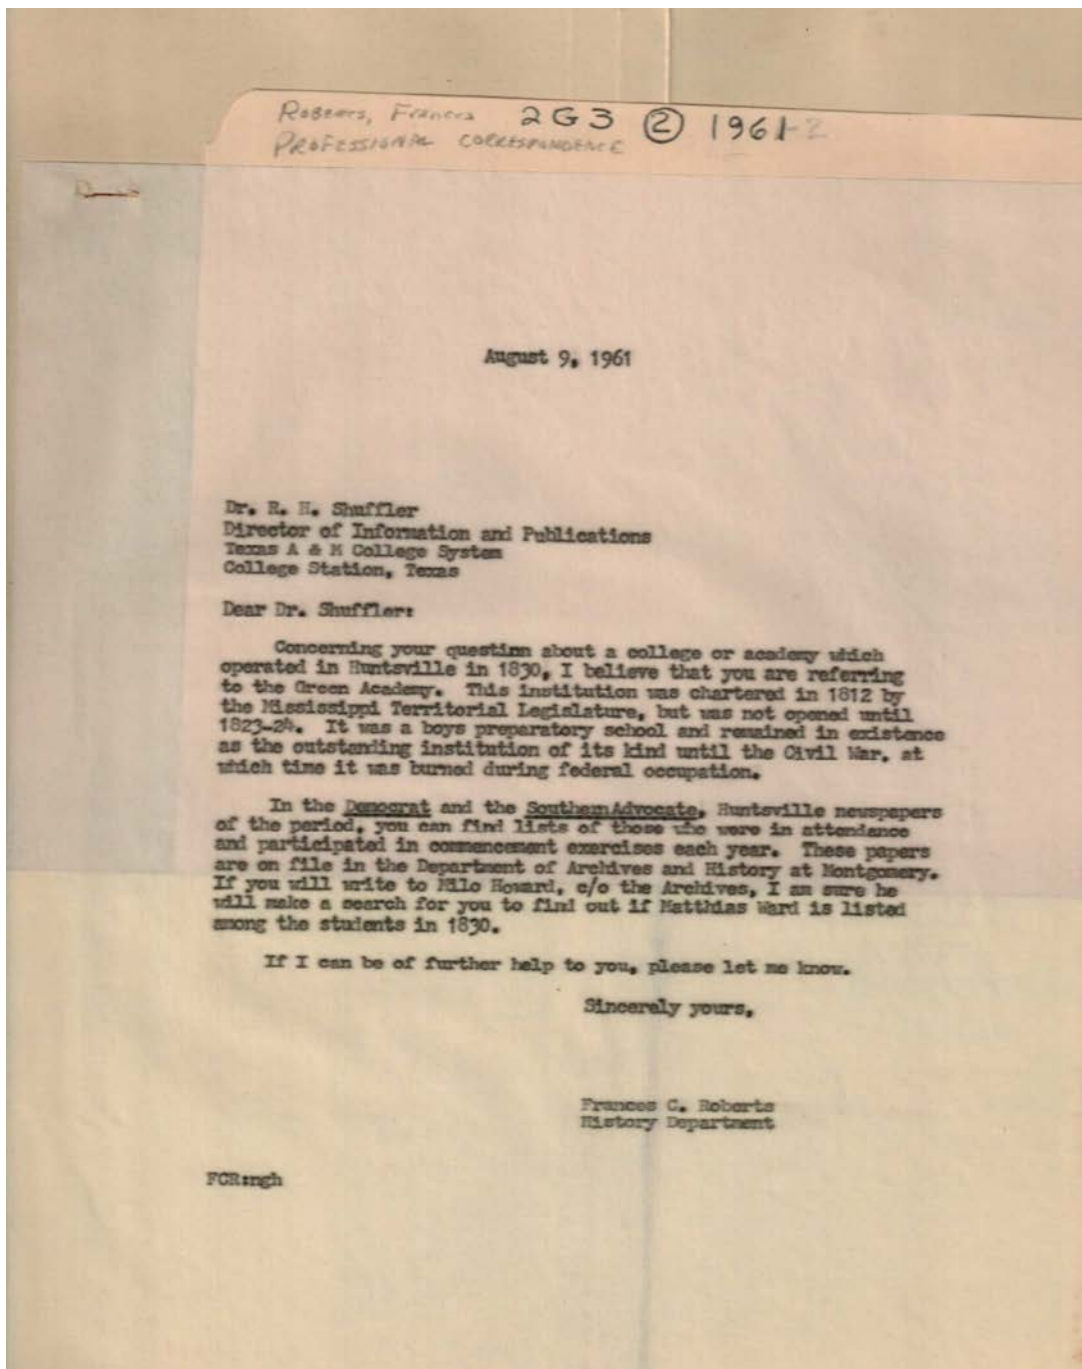 Roberts, Frances 2G3 ② 1961-2
PROFESSIONAL CORRESPONDENCE
August 9, 1961
Dr. R. H. Shuffler
Director of Information and Publications
Texas A & M College System
College Station, Texas
Dear Dr. Shuffler:
Concerning your question about a college or academy which
operated in Huntsville in 1830, I believe that you are referring
to the Green Academy. This institution was chartered in 1812 by
the Mississippi Territorial Legislature, but was not opened until
1823-24. It was a boys preparatory school and remained in existence
as the outstanding institution of its kind until the Civil War, at
which time it was burned during federal occupation.
In the Democrat and the SouthernAdvocate, Huntsville newspapers
of the period, you can find lists of those who were in attendance
and participated in commencement exercises each year. These papers
are on file in the Department of Archives and History at Montgomery.
If you will write to Milo Howard, c/o the Archives, I am sure he
will make a search for you to find out if Matthias Ward is listed
among the students in 1830.
If I can be of further help to you, please let me know.
Sincerely yours,
Frances C. Roberts
History Department
FCR:ngh